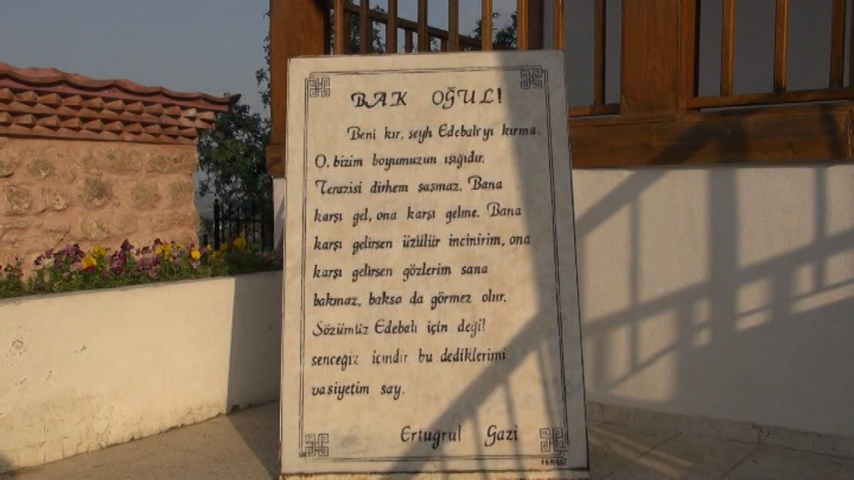 BAK OĞUL!
Beni kır, şeyh Edebali'yi kırma.
O, bizim boyumuzun ışığıdır.
Terazisi dirhem şaşmaz. Bana
karşı gel, ona karşı gelme. Bana
karşı gelirsen üzülür incinirim, ona
karşı gelirsen gözlerim sana
bakmaz, baksa da görmez olur.
Sözümüz Edebalı için değil
senceğiz içindir bu dediklerimi
vasiyetim say.
Ertuğrul Gazi